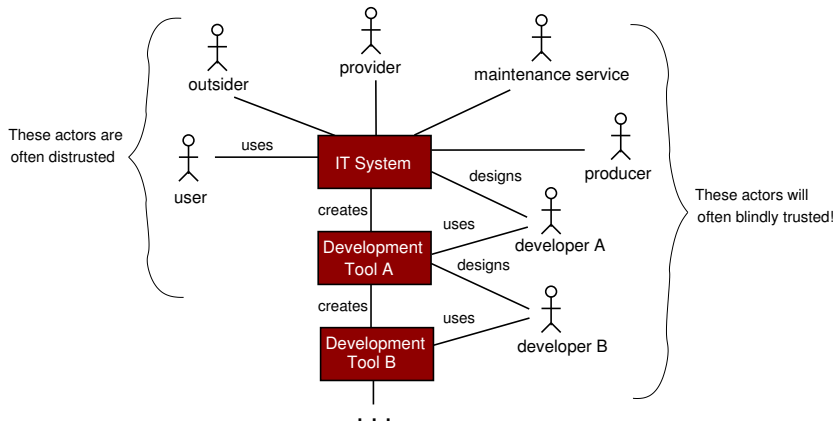 outsider
provider
maintenance service
These actors are
often distrusted
uses
user
IT System
producer
designs
These actors will
often blindly trusted!
creates
uses
developer A
Development
Tool A
designs
creates
uses
developer B
Development
Tool B
. . .